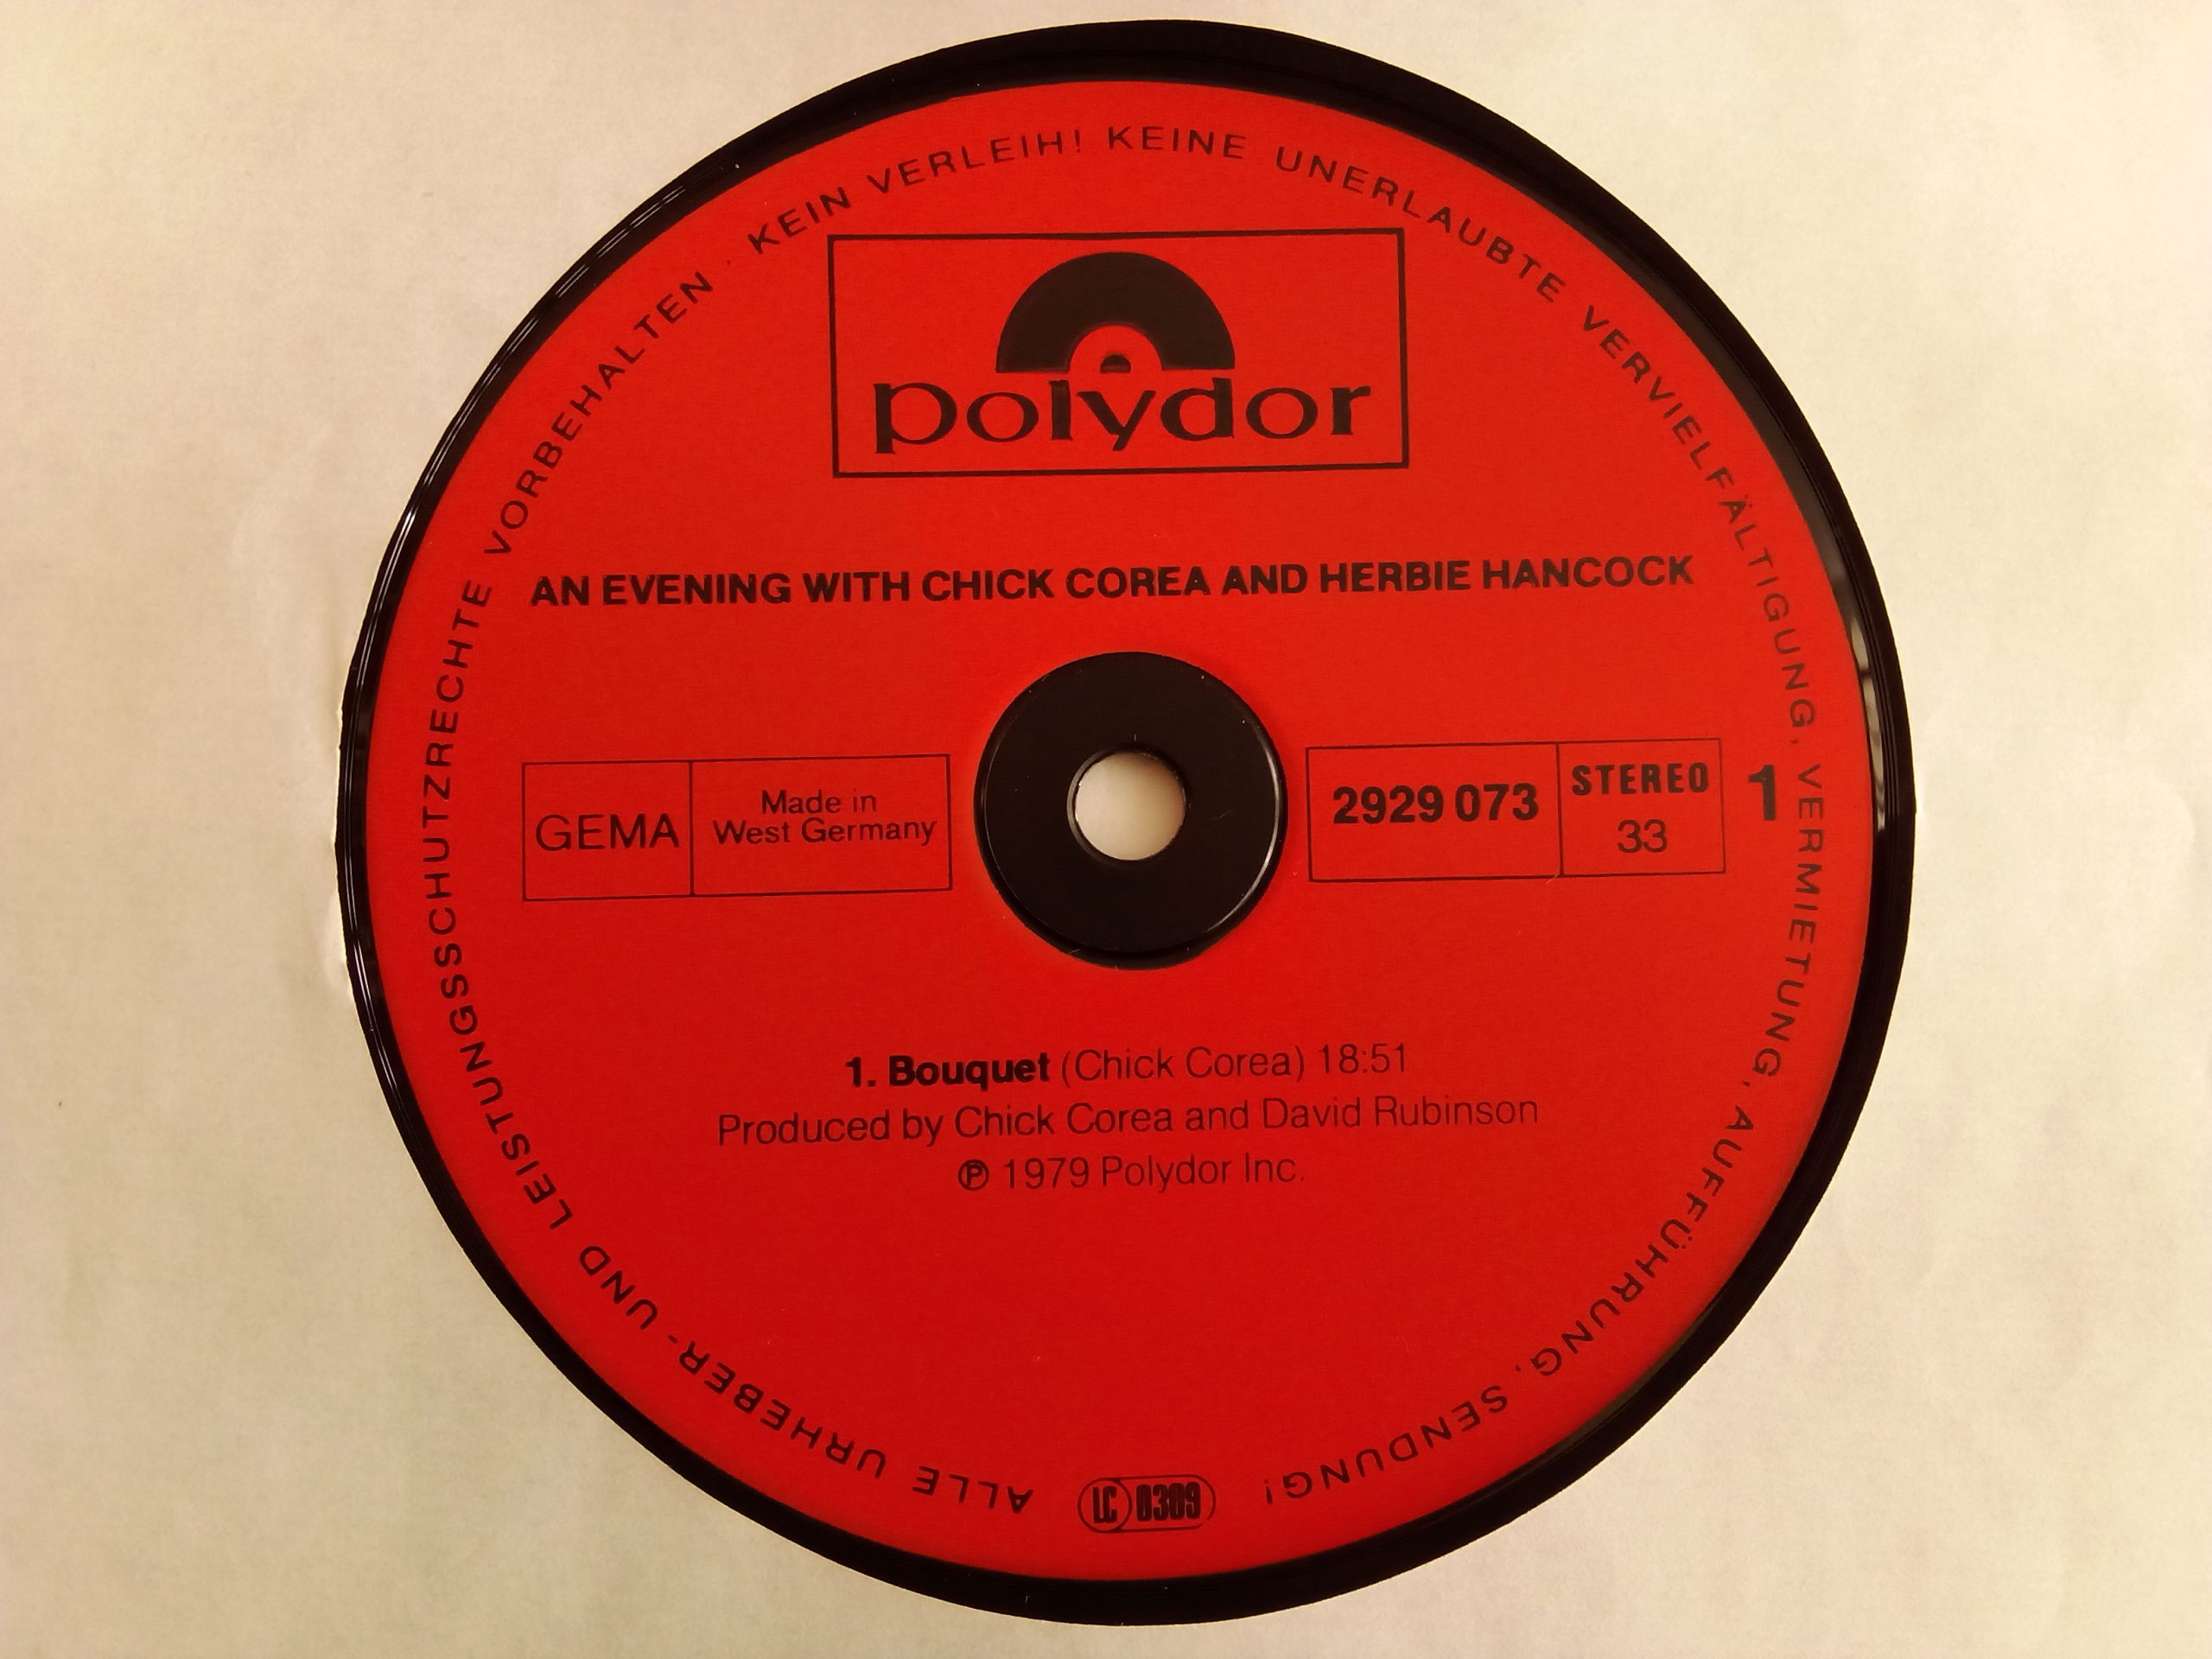 ALLE URHEBER- UND LEISTUNGSSCHUTZRECHTE VORBEHALTEN · KEIN VERLEIH! KEINE UNERLAUBTE VERVIELFÄLTIGUNG, VERMIETUNG, AUFFÜHRUNG, SENDUNG!
polydor
AN EVENING WITH CHICK COREA AND HERBIE HANCOCK
GEMA
Made in
West Germany
2929 073
STEREO
33
1
1. Bouquet (Chick Corea) 18:51
Produced by Chick Corea and David Rubinson
℗ 1979 Polydor Inc.
LC 0309